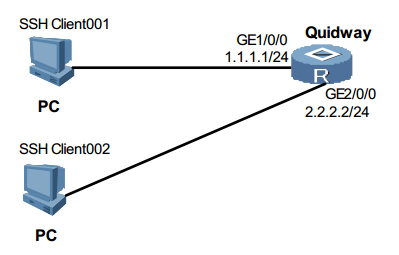 SSH Client001
PC
GE1/0/0
1.1.1.1/24
Quidway
R
GE2/0/0
2.2.2.2/24
SSH Client002
PC